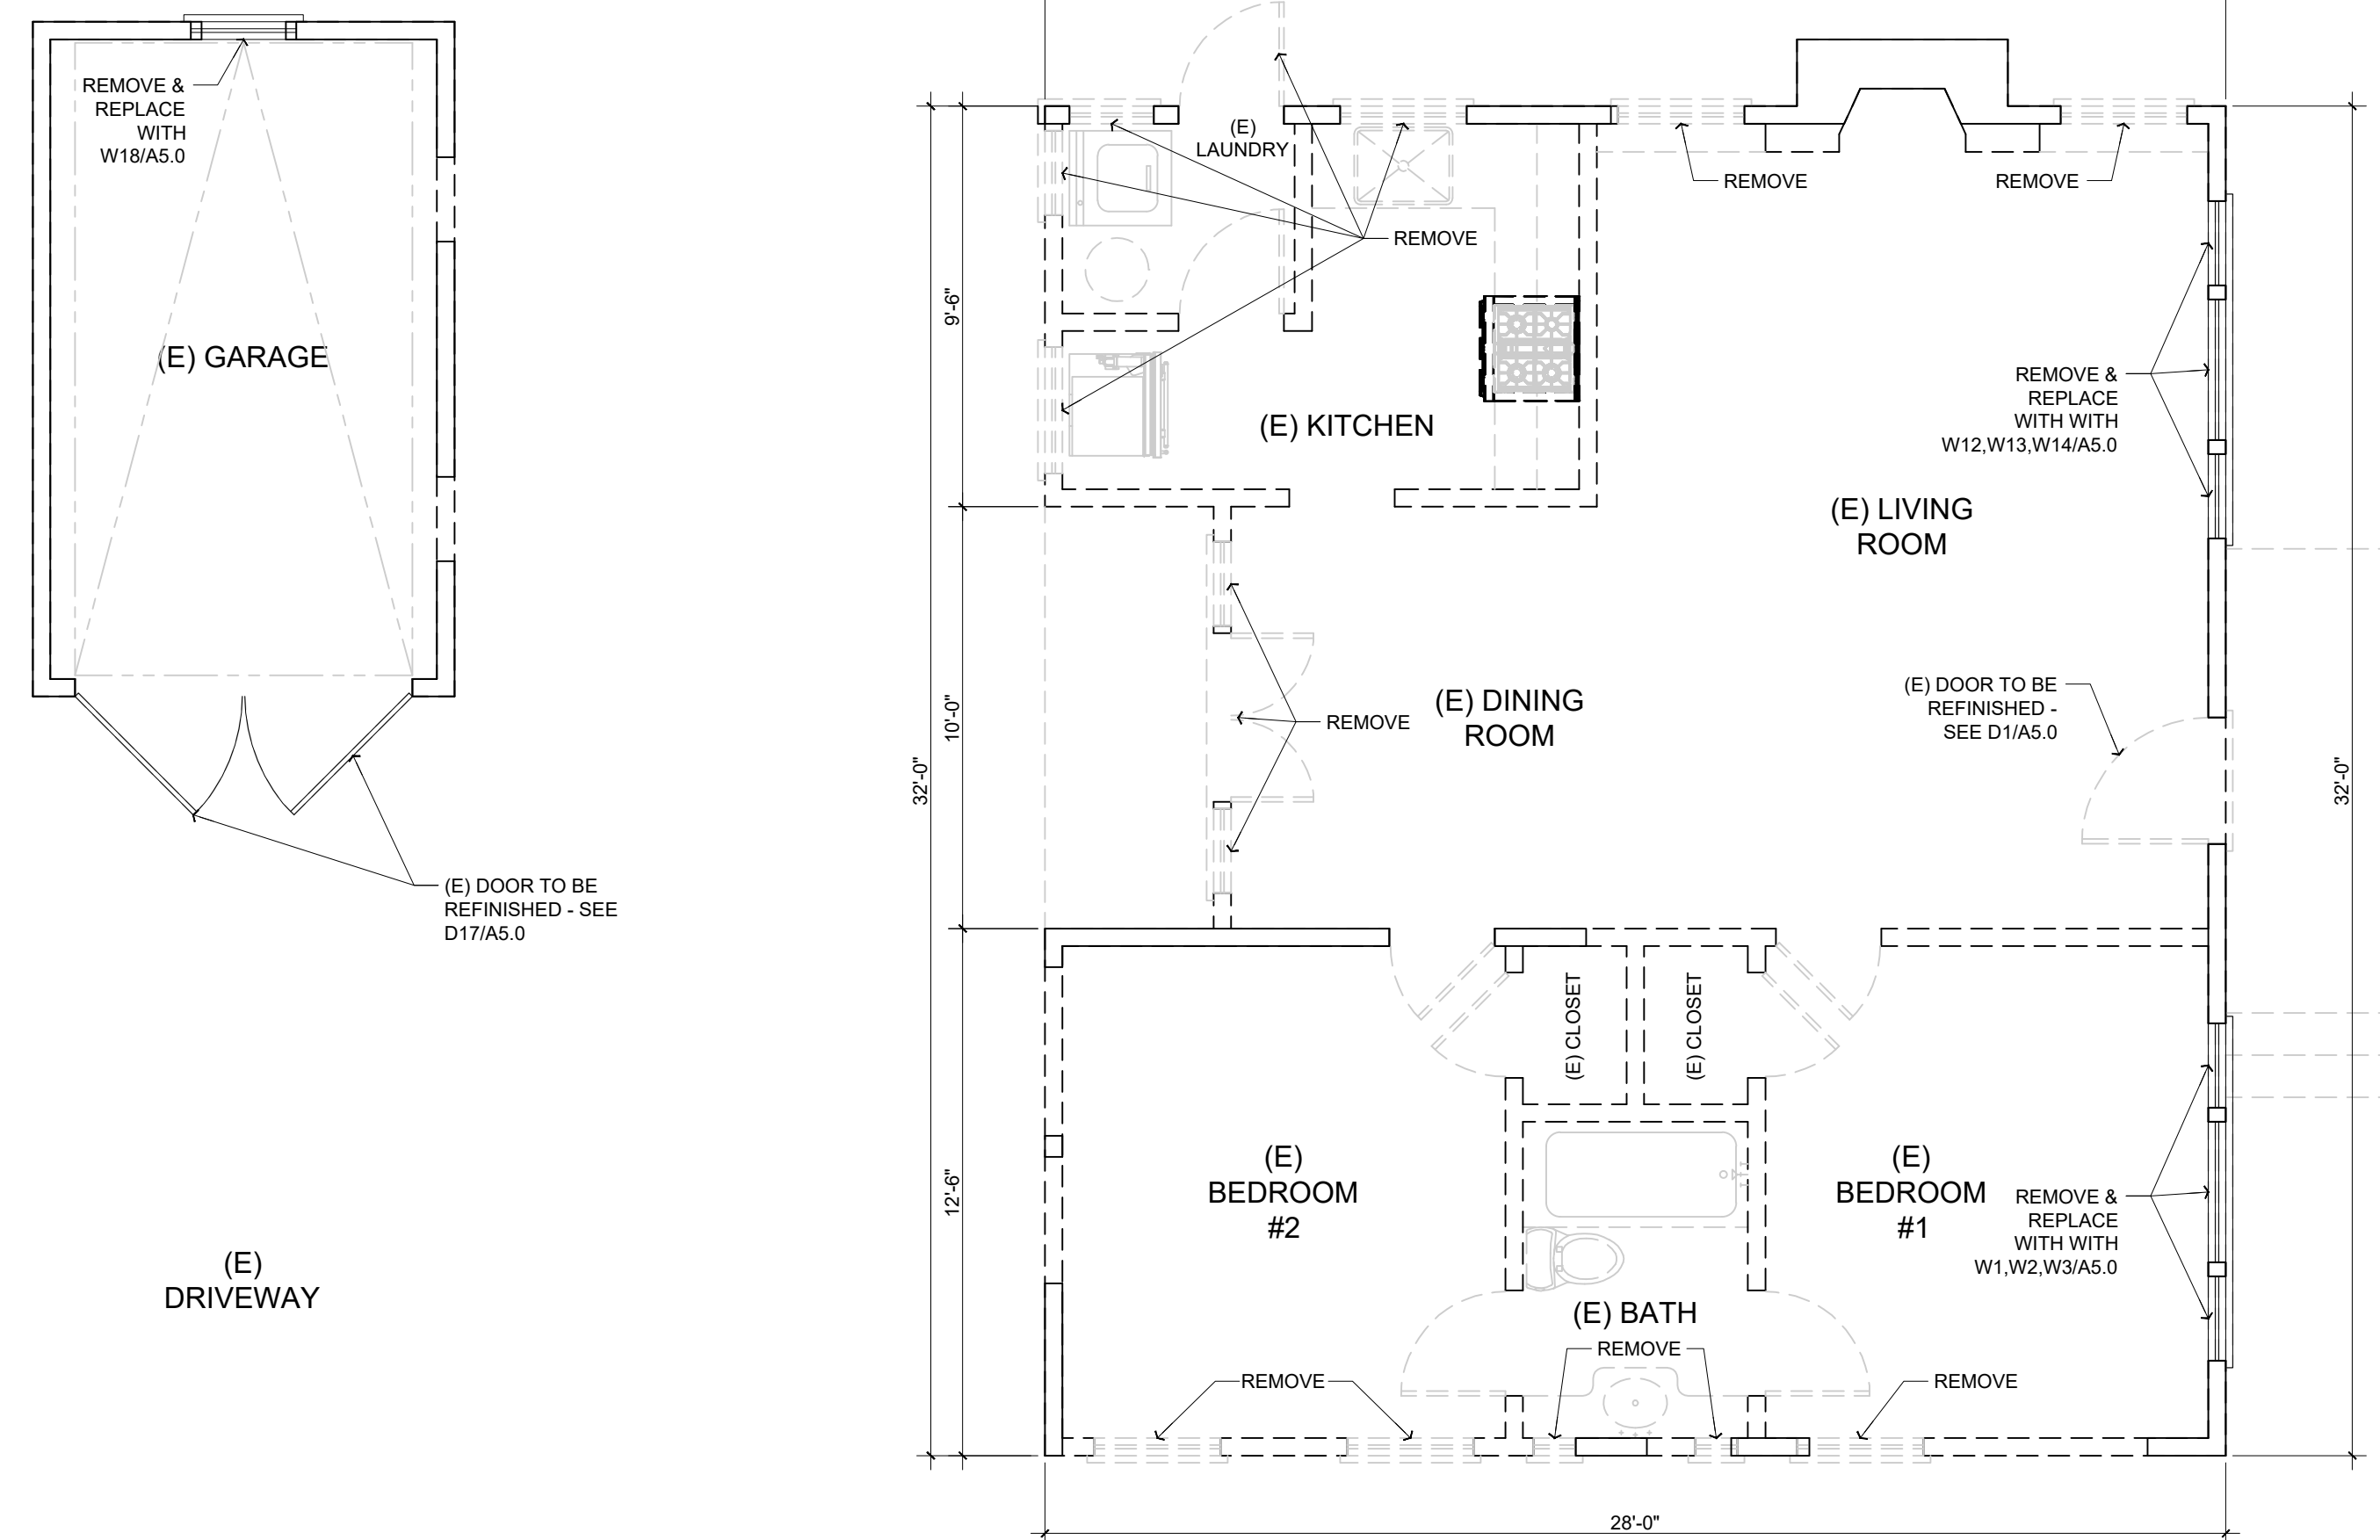 REMOVE &
REPLACE
WITH
W18/A5.0
(E) GARAGE
(E) DOOR TO BE
REFINISHED - SEE
D17/A5.0
(E)
DRIVEWAY
32'-0"
9'-6"
10'-0"
12'-6"
(E)
LAUNDRY
REMOVE
(E) KITCHEN
REMOVE
REMOVE
REMOVE &
REPLACE
WITH WITH
W12,W13,W14/A5.0
(E) LIVING
ROOM
(E) DINING
ROOM
REMOVE
(E) DOOR TO BE
REFINISHED -
SEE D1/A5.0
32'-0"
(E) CLOSET
(E) CLOSET
(E)
BEDROOM
#2
(E)
BEDROOM
#1
REMOVE &
REPLACE
WITH WITH
W1,W2,W3/A5.0
(E) BATH
REMOVE
REMOVE
REMOVE
28'-0"